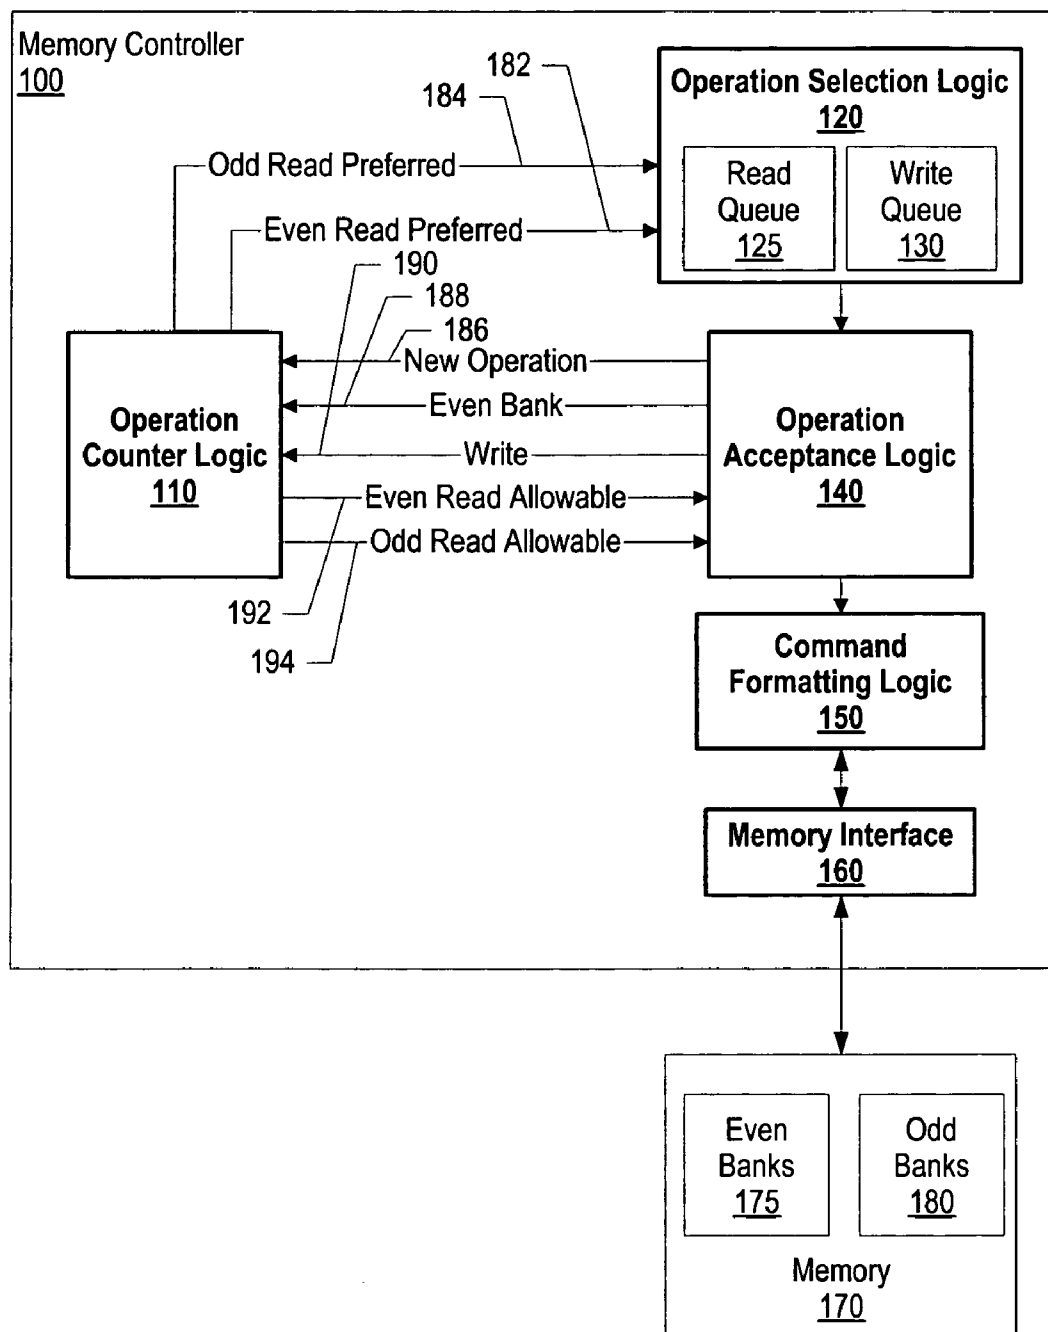 Memory Controller
100
182
184
Operation Selection Logic
120
Odd Read Preferred
Read
Queue
125
Write
Queue
130
Even Read Preferred
190
188
186
New Operation
Even Bank
Write
Even Read Allowable
Odd Read Allowable
Operation
Counter Logic
110
Operation
Acceptance Logic
140
192
194
Command
Formatting Logic
150
Memory Interface
160
Even
Banks
175
Odd
Banks
180
Memory
170